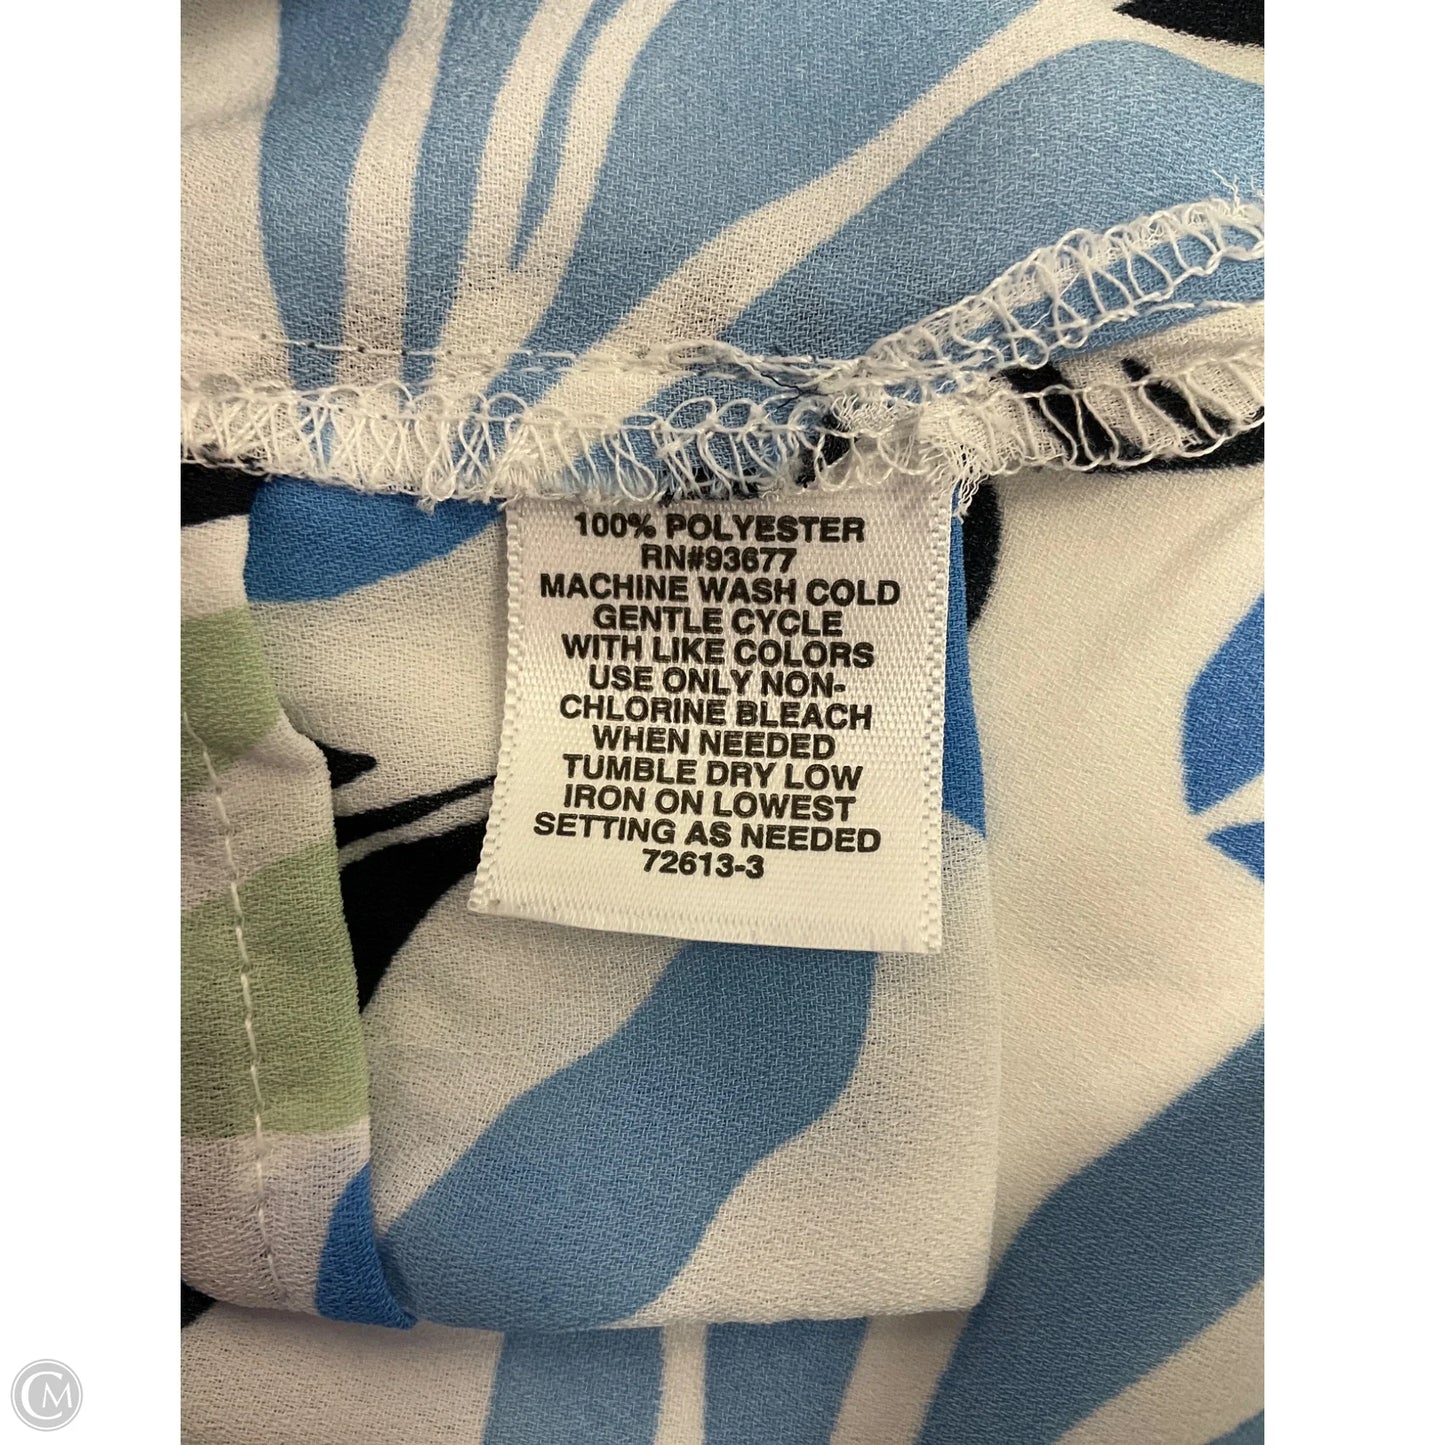 100% POLYESTER
RN#93677
MACHINE WASH COLD
GENTLE CYCLE
WITH LIKE COLORS
USE ONLY NON-
CHLORINE BLEACH
WHEN NEEDED
TUMBLE DRY LOW
IRON ON LOWEST
SETTING AS NEEDED
72613-3
CM